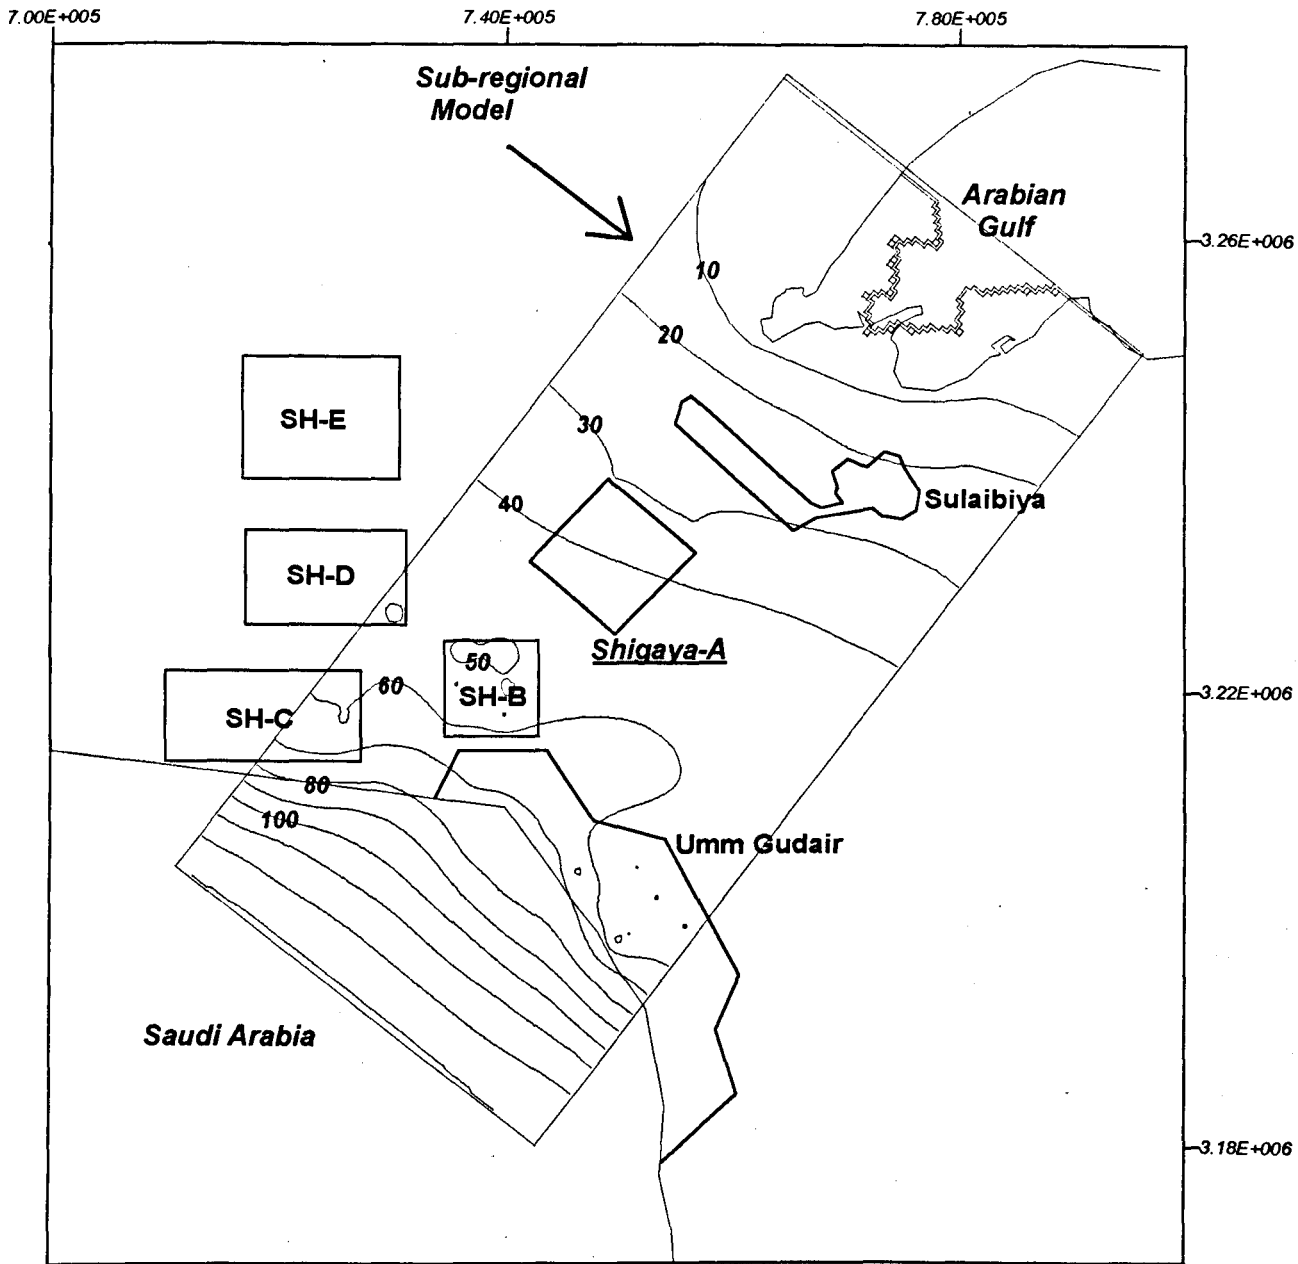 7.00E+005
7.40E+005
7.80E+005
Sub-regional
Model
Arabian
Gulf
3.26E+006
10
20
30
SH-E
40
Sulaibiya
SH-D
Shigaya-A
50
60
SH-B
SH-C
3.22E+006
80
100
Umm Gudair
Saudi Arabia
3.18E+006